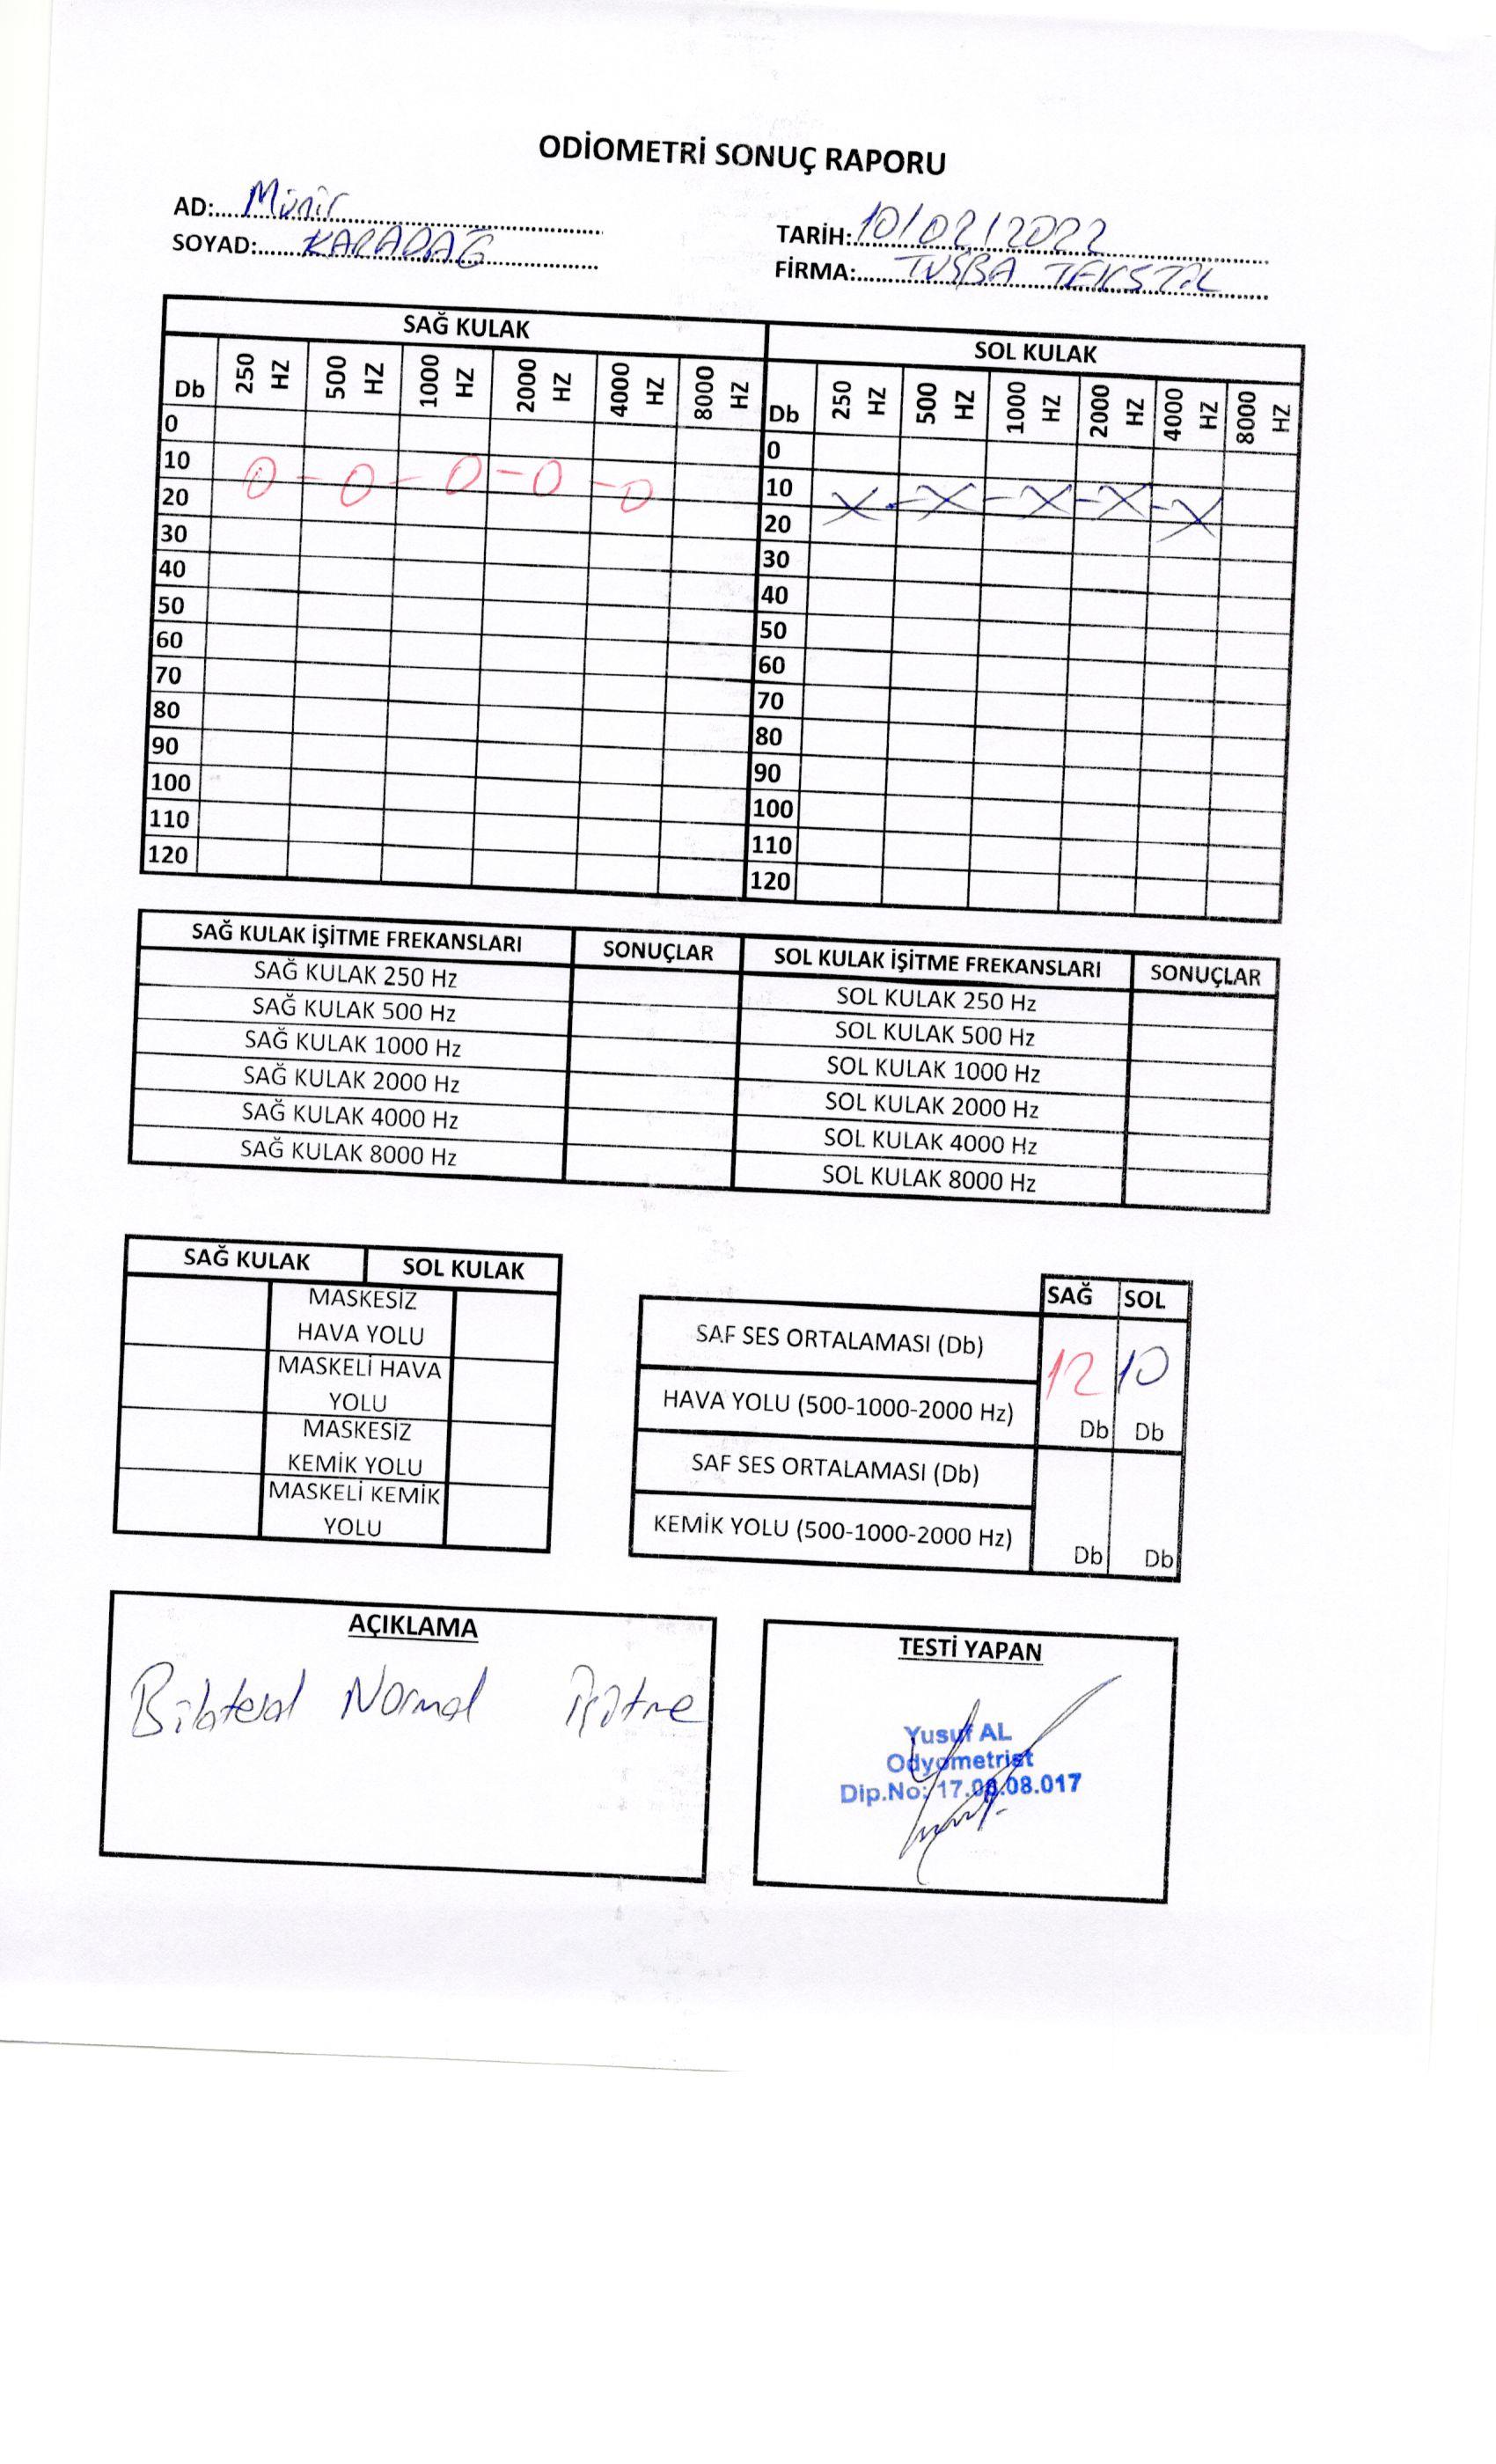 ODİOMETRİ SONUÇ RAPORU
AD: Münir
SOYAD: KARADAĞ
TARİH: 10/02/2022
FİRMA: TUŞBA TEKSTİL
SAĞ KULAK SOL KULAK
Db 250 HZ 500 HZ 1000 HZ 2000 HZ 4000 HZ 8000 HZ Db 250 HZ 500 HZ 1000 HZ 2000 HZ 4000 HZ 8000 HZ
0 0
10 10
20 20
30 30
40 40
50 50
60 60
70 70
80 80
90 90
100 100
110 110
120 120
SAĞ KULAK İŞİTME FREKANSLARI SONUÇLAR SOL KULAK İŞİTME FREKANSLARI SONUÇLAR
SAĞ KULAK 250 Hz SOL KULAK 250 Hz
SAĞ KULAK 500 Hz SOL KULAK 500 Hz
SAĞ KULAK 1000 Hz SOL KULAK 1000 Hz
SAĞ KULAK 2000 Hz SOL KULAK 2000 Hz
SAĞ KULAK 4000 Hz SOL KULAK 4000 Hz
SAĞ KULAK 8000 Hz SOL KULAK 8000 Hz
SAĞ KULAK SOL KULAK
MASKESİZ
HAVA YOLU
MASKELİ HAVA
YOLU
MASKESİZ
KEMİK YOLU
MASKELİ KEMİK
YOLU
SAĞ SOL
SAF SES ORTALAMASI (Db)
12 10
HAVA YOLU (500-1000-2000 Hz)
Db Db
SAF SES ORTALAMASI (Db)
KEMİK YOLU (500-1000-2000 Hz)
Db Db
AÇIKLAMA
Bilateral Normal İşitme
TESTİ YAPAN
Yusuf AL
Odyometrist
Dip.No: 17.08.08.017